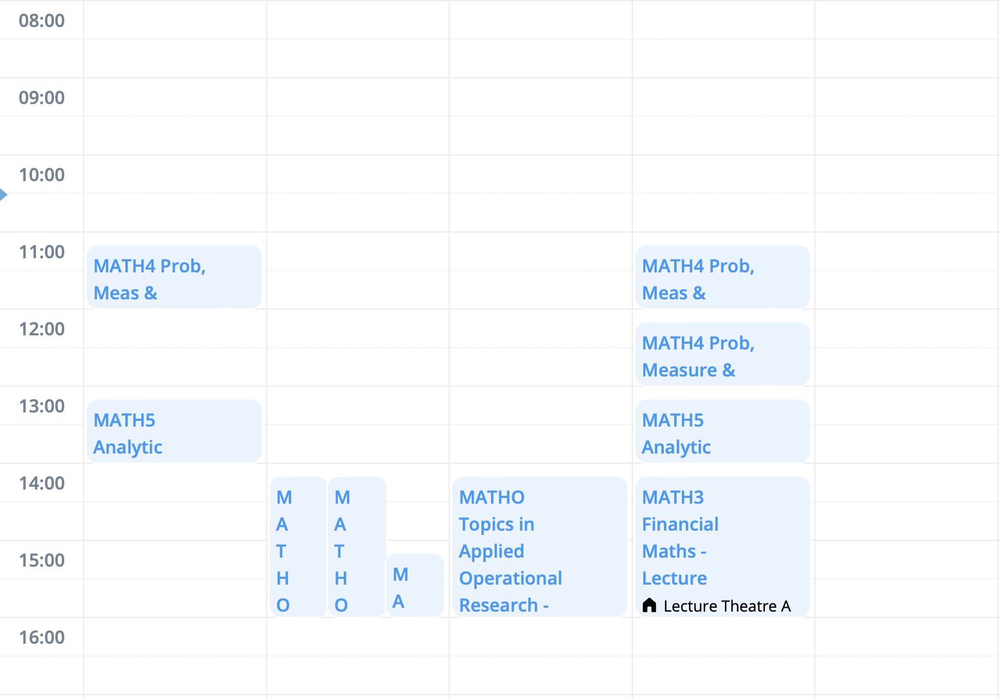 08:00
09:00
10:00
11:00
MATH4 Prob,
Meas &
MATH4 Prob,
Meas &
12:00
MATH4 Prob,
Measure &
13:00
MATH5
Analytic
MATH5
Analytic
14:00
M
A
T
H
O
M
A
T
H
O
M
A
MATHO
Topics in
Applied
Operational
Research -
MATH3
Financial
Maths -
Lecture
Lecture Theatre A
15:00
16:00